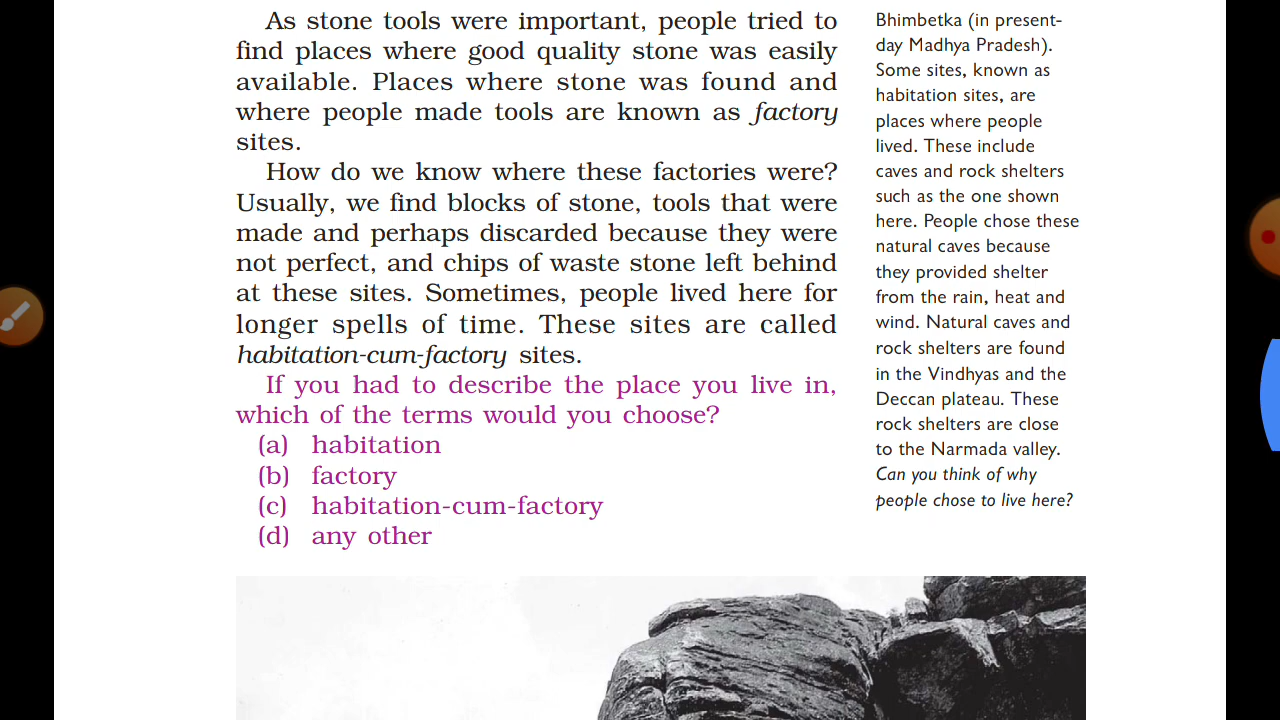 As stone tools were important, people tried to
find places where good quality stone was easily
available. Places where stone was found and
where people made tools are known as factory
sites.
How do we know where these factories were?
Usually, we find blocks of stone, tools that were
made and perhaps discarded because they were
not perfect, and chips of waste stone left behind
at these sites. Sometimes, people lived here for
longer spells of time. These sites are called
habitation-cum-factory sites.
If you had to describe the place you live in,
which of the terms would you choose?
(a) habitation
(b) factory
(c) habitation-cum-factory
(d) any other
Bhimbetka (in present-
day Madhya Pradesh).
Some sites, known as
habitation sites, are
places where people
lived. These include
caves and rock shelters
such as the one shown
here. People chose these
natural caves because
they provided shelter
from the rain, heat and
wind. Natural caves and
rock shelters are found
in the Vindhyas and the
Deccan plateau. These
rock shelters are close
to the Narmada valley.
Can you think of why
people chose to live here?